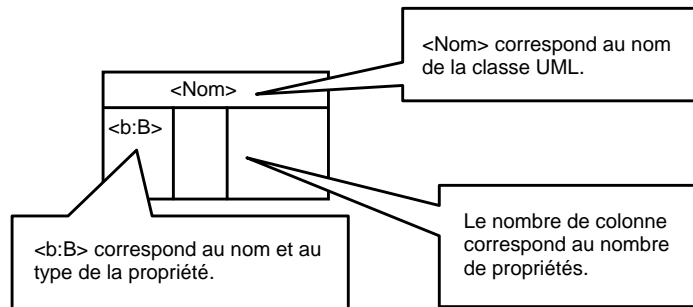 <Nom> correspond au nom
de la classe UML.
<Nom>
<b:B>
<b:B> correspond au nom et au
type de la propriété.
Le nombre de colonne
correspond au nombre
de propriétés.